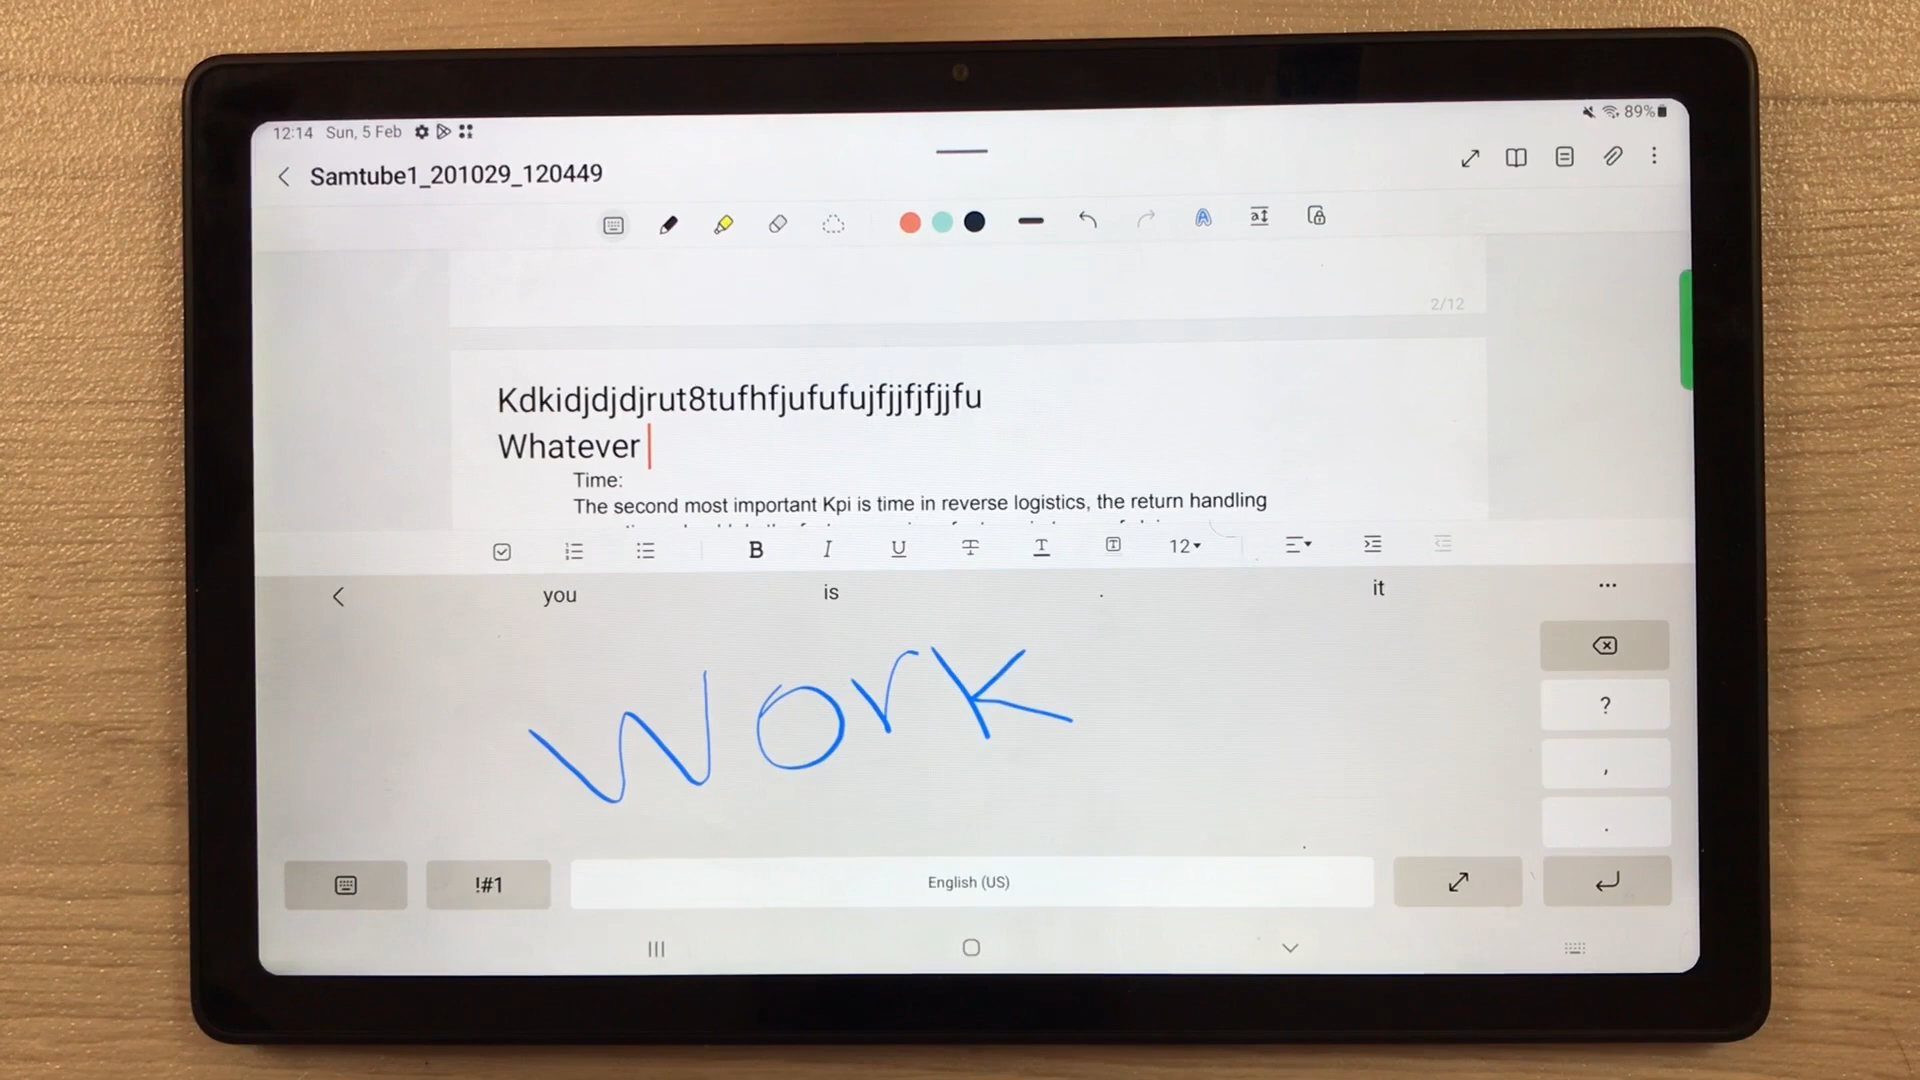 12:14 Sun, 5 Feb
89%
Samtube1_201029_120449
2/12
Kdkidjdjdjrut8tufhfjufufujfjjfjfjjfu
Whatever
Time:
The second most important Kpi is time in reverse logistics, the return handling
B I U T T T 12
you is . it
work
?
,
.
!#1 English (US)